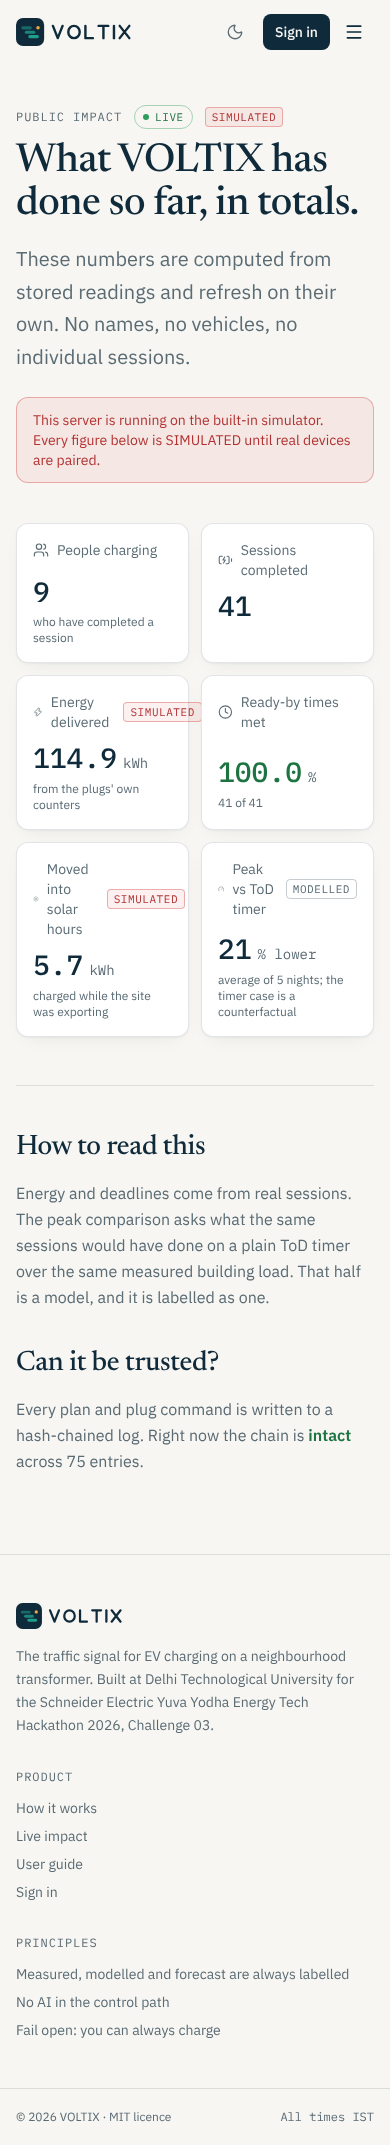 VOLTIX
Sign in
PUBLIC IMPACT
LIVE
SIMULATED
What VOLTIX has
done so far, in totals.
These numbers are computed from
stored readings and refresh on their
own. No names, no vehicles, no
individual sessions.
This server is running on the built-in simulator.
Every figure below is SIMULATED until real devices
are paired.
People charging
9
who have completed a
session
Sessions
completed
41
Energy
delivered
SIMULATED
114.9 kWh
from the plugs' own
counters
Ready-by times
met
100.0 %
41 of 41
Moved
into
solar
hours
SIMULATED
5.7 kWh
charged while the site
was exporting
Peak
vs ToD
timer
MODELLED
21 % lower
average of 5 nights; the
timer case is a
counterfactual
How to read this
Energy and deadlines come from real sessions.
The peak comparison asks what the same
sessions would have done on a plain ToD timer
over the same measured building load. That half
is a model, and it is labelled as one.
Can it be trusted?
Every plan and plug command is written to a
hash-chained log. Right now the chain is intact
across 75 entries.
VOLTIX
The traffic signal for EV charging on a neighbourhood
transformer. Built at Delhi Technological University for
the Schneider Electric Yuva Yodha Energy Tech
Hackathon 2026, Challenge 03.
PRODUCT
How it works
Live impact
User guide
Sign in
PRINCIPLES
Measured, modelled and forecast are always labelled
No AI in the control path
Fail open: you can always charge
© 2026 VOLTIX · MIT licence
All times IST